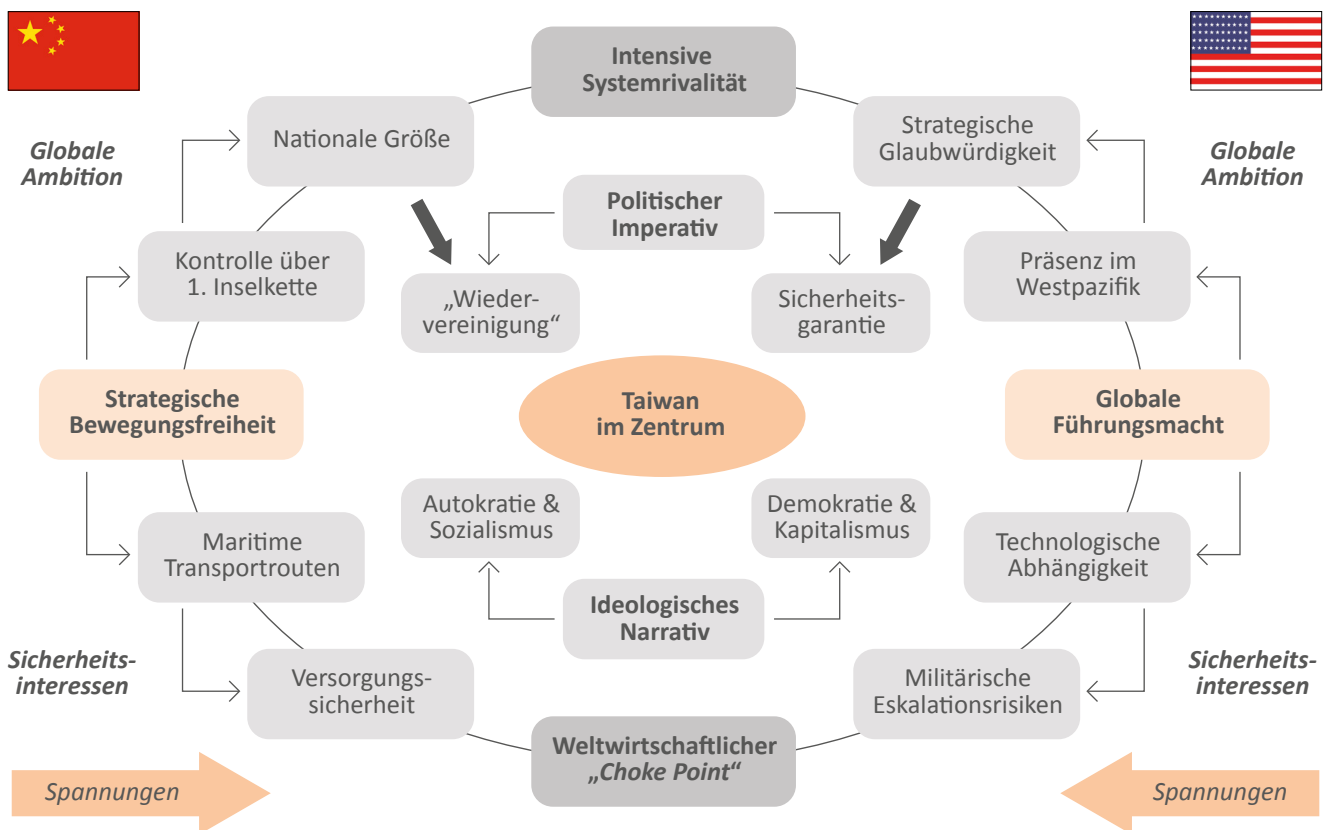 Intensive
Systemrivalität
Nationale Größe
Strategische
Glaubwürdigkeit
Globale
Ambition
Globale
Ambition
Politischer
Imperativ
Kontrolle über
1. Inselkette
„Wieder-
vereinigung“
Sicherheits-
garantie
Präsenz im
Westpazifik
Strategische
Bewegungsfreiheit
Taiwan
im Zentrum
Globale
Führungsmacht
Autokratie &
Sozialismus
Demokratie &
Kapitalismus
Maritime
Transportrouten
Technologische
Abhängigkeit
Ideologisches
Narrativ
Sicherheits-
interessen
Versorgungs-
sicherheit
Militärische
Eskalationsrisiken
Sicherheits-
interessen
Weltwirtschaftlicher
„Choke Point“
Spannungen
Spannungen